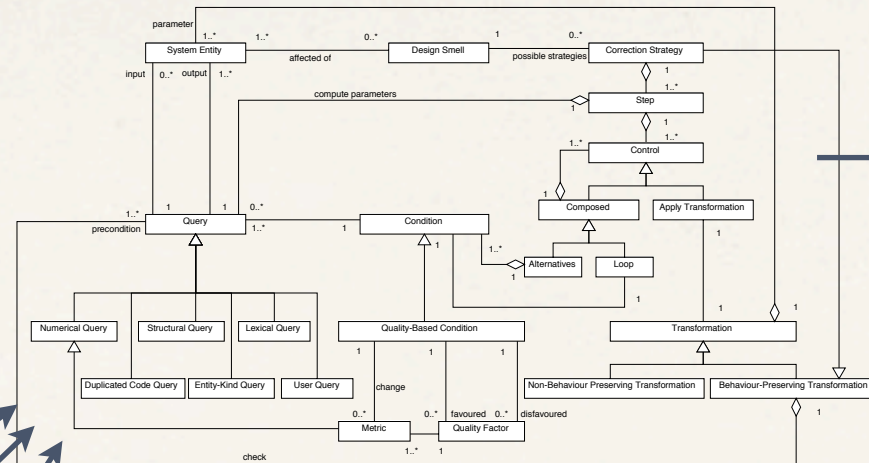 parameter
1..* 1..* 0..* 1 0..*
System Entity Design Smell Correction Strategy
affected of possible strategies
input 0..* output 1..* 1
compute parameters 1..*
Step
1 1
1..* 1..*
Control
1
Composed Apply Transformation
1..* 1 1 0..*
precondition Query 1..* 1 Condition 1
1 1..*
Alternatives Loop
1
1 1 1
Numerical Query Structural Query Lexical Query Quality-Based Condition Transformation
1 1 1
Duplicated Code Query Entity-Kind Query User Query change Non-Behaviour Preserving Transformation Behaviour-Preserving Transformation
0..* 0..* favoured 0..* disfavoured 1
Metric Quality Factor
1..* 1
check